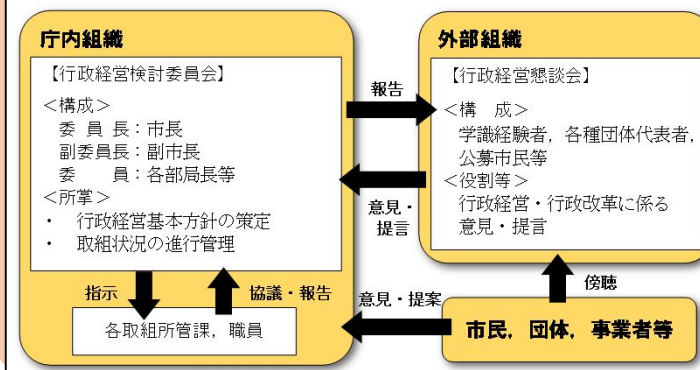 庁内組織
【行政経営検討委員会】
＜構成＞
委 員 長：市長
副委員長：副市長
委　　員：各部局長等
＜所掌＞
・ 行政経営基本方針の策定
・ 取組状況の進行管理
指示
協議・報告
各取組所管課，職員
報告
意見・
提言
意見・提案
外部組織
【行政経営懇談会】
＜構　成＞
学識経験者，各種団体代表者，
公募市民等
＜役割等＞
行政経営・行政改革に係る
意見・提言
傍聴
市民，団体，事業者等